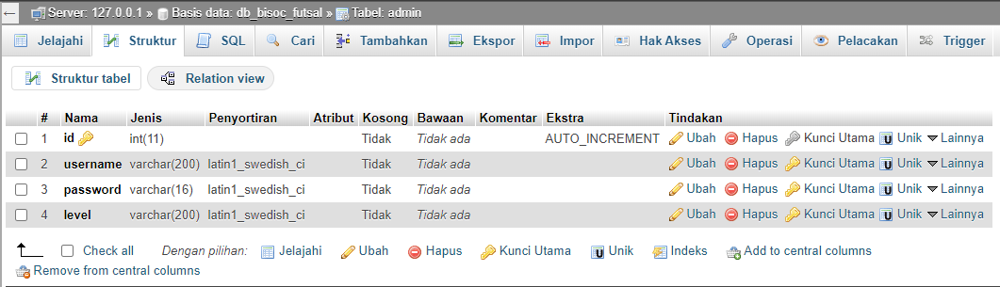 ← Server: 127.0.0.1 » Basis data: db_bisoc_futsal » Tabel: admin
Jelajahi Struktur SQL Cari Tambahkan Ekspor Impor Hak Akses Operasi Pelacakan Trigger
Struktur tabel Relation view
# Nama Jenis Penyortiran Atribut Kosong Bawaan Komentar Ekstra Tindakan
1 id int(11) Tidak Tidak ada AUTO_INCREMENT Ubah Hapus Kunci Utama Unik Lainnya
2 username varchar(200) latin1_swedish_ci Tidak Tidak ada Ubah Hapus Kunci Utama Unik Lainnya
3 password varchar(16) latin1_swedish_ci Tidak Tidak ada Ubah Hapus Kunci Utama Unik Lainnya
4 level varchar(200) latin1_swedish_ci Tidak Tidak ada Ubah Hapus Kunci Utama Unik Lainnya
Check all Dengan pilihan: Jelajahi Ubah Hapus Kunci Utama Unik Indeks Add to central columns
Remove from central columns